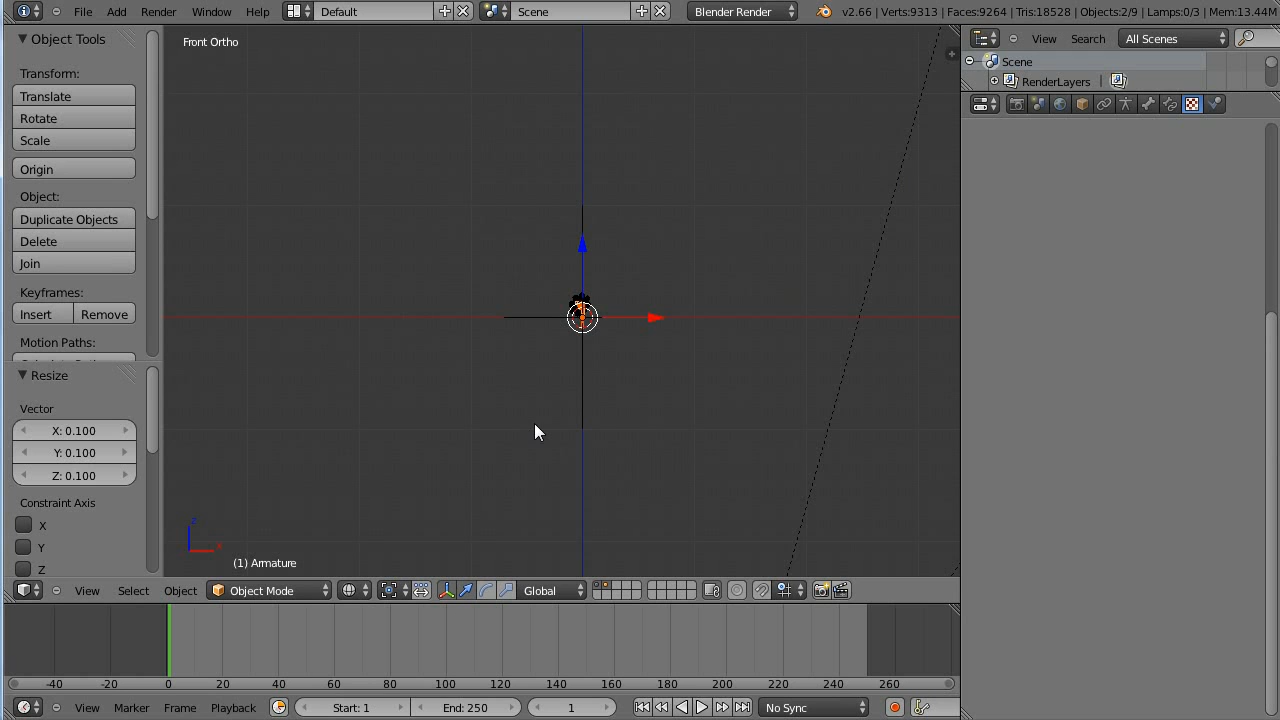 File Add Render Window Help Default Scene Blender Render v2.66 | Verts:9313 | Faces:9264 | Tris:18528 | Objects:2/9 | Lamps:0/3 | Mem:13.44M
Object Tools
Front Ortho
View Search All Scenes
Scene
RenderLayers
Transform:
Translate
Rotate
Scale
Origin
Object:
Duplicate Objects
Delete
Join
Keyframes:
Insert Remove
Motion Paths:
Resize
Vector
X: 0.100
Y: 0.100
Z: 0.100
Constraint Axis
X
Y
Z
z
x
(1) Armature
View Select Object Object Mode Global
-40 -20 0 20 40 60 80 100 120 140 160 180 200 220 240 260
View Marker Frame Playback Start: 1 End: 250 1 No Sync